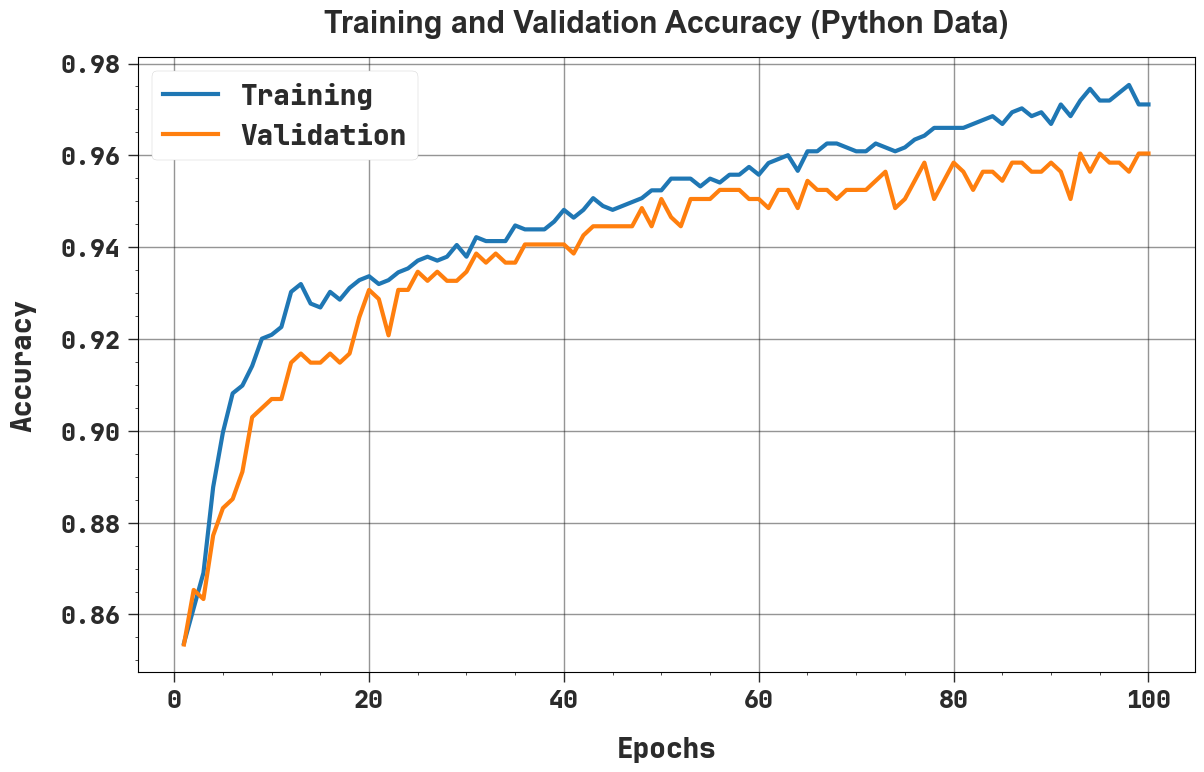 Training and Validation Accuracy (Python Data)
0.98
0.96
0.94
0.92
0.90
0.88
0.86
Accuracy
Training
Validation
0 20 40 60 80 100
Epochs